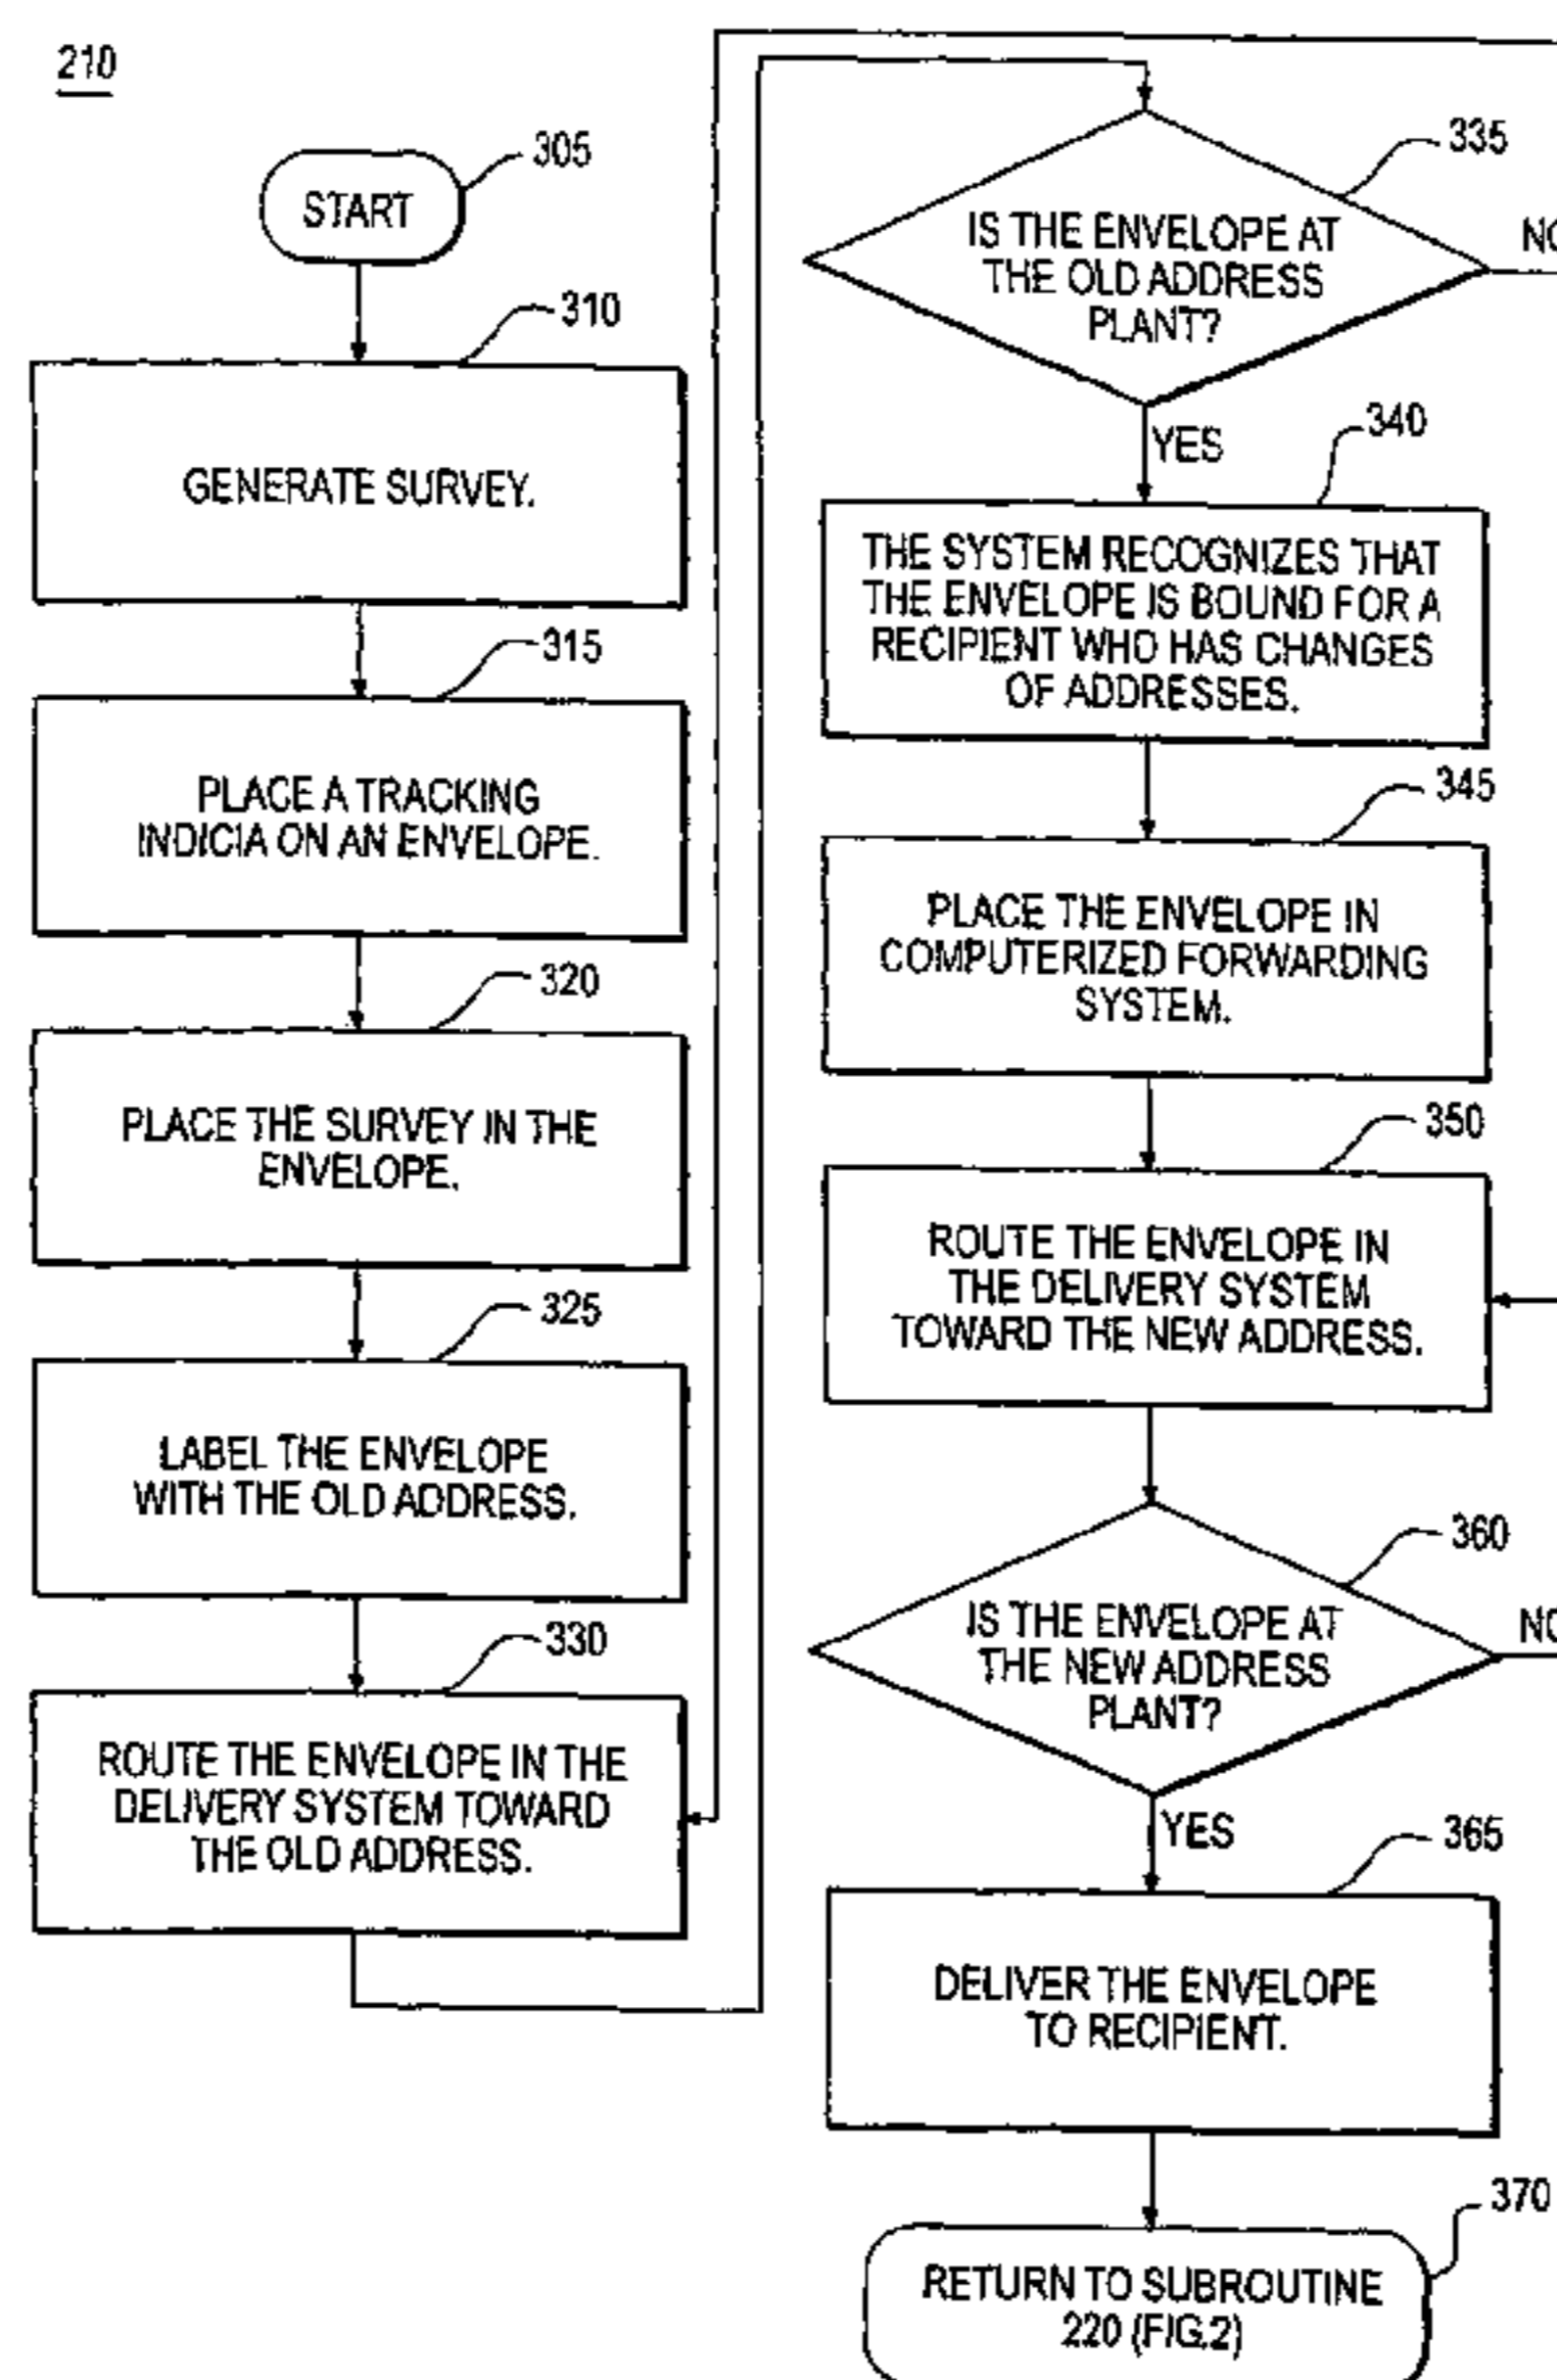 210
305
START
310
GENERATE SURVEY.
315
PLACE A TRACKING
INDICIA ON AN ENVELOPE.
320
PLACE THE SURVEY IN THE
ENVELOPE.
325
LABEL THE ENVELOPE
WITH THE OLD ADDRESS.
330
ROUTE THE ENVELOPE IN THE
DELIVERY SYSTEM TOWARD
THE OLD ADDRESS.
335
IS THE ENVELOPE AT
THE OLD ADDRESS
PLANT?
NO
YES
340
THE SYSTEM RECOGNIZES THAT
THE ENVELOPE IS BOUND FOR A
RECIPIENT WHO HAS CHANGES
OF ADDRESSES.
345
PLACE THE ENVELOPE IN
COMPUTERIZED FORWARDING
SYSTEM.
350
ROUTE THE ENVELOPE IN
THE DELIVERY SYSTEM
TOWARD THE NEW ADDRESS.
360
IS THE ENVELOPE AT
THE NEW ADDRESS
PLANT?
NO
YES
365
DELIVER THE ENVELOPE
TO RECIPIENT.
370
RETURN TO SUBROUTINE
220 (FIG.2)